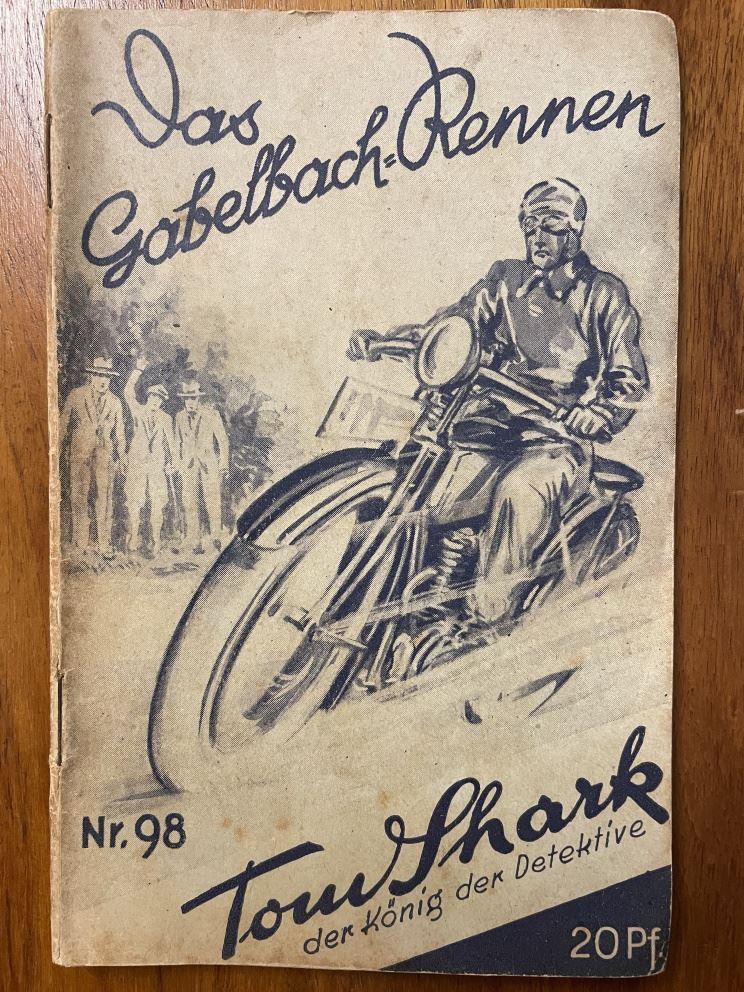 Das
Gabelbach=Rennen
Nr. 98
Tom Shark
der König der Detektive
20 Pf.